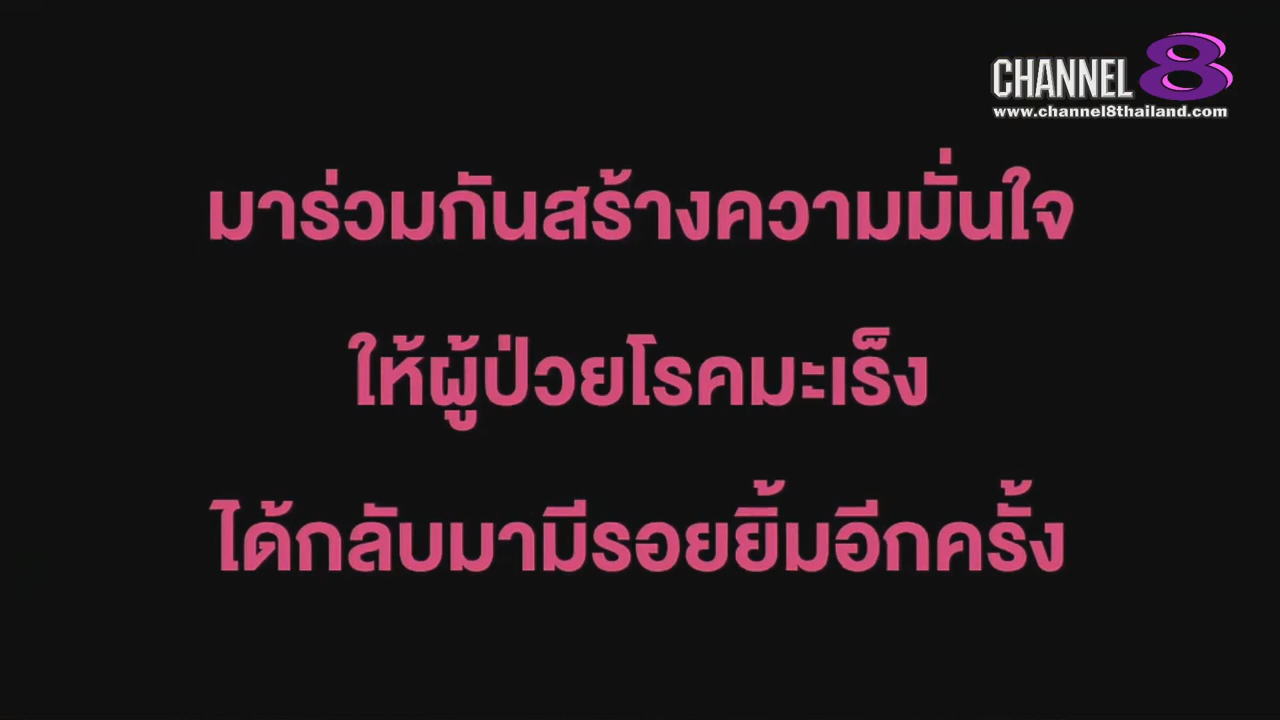 CHANNEL 8
www.channel8thailand.com
มาร่วมกันสร้างความมั่นใจ
ให้ผู้ป่วยโรคมะเร็ง
ได้กลับมามีรอยยิ้มอีกครั้ง